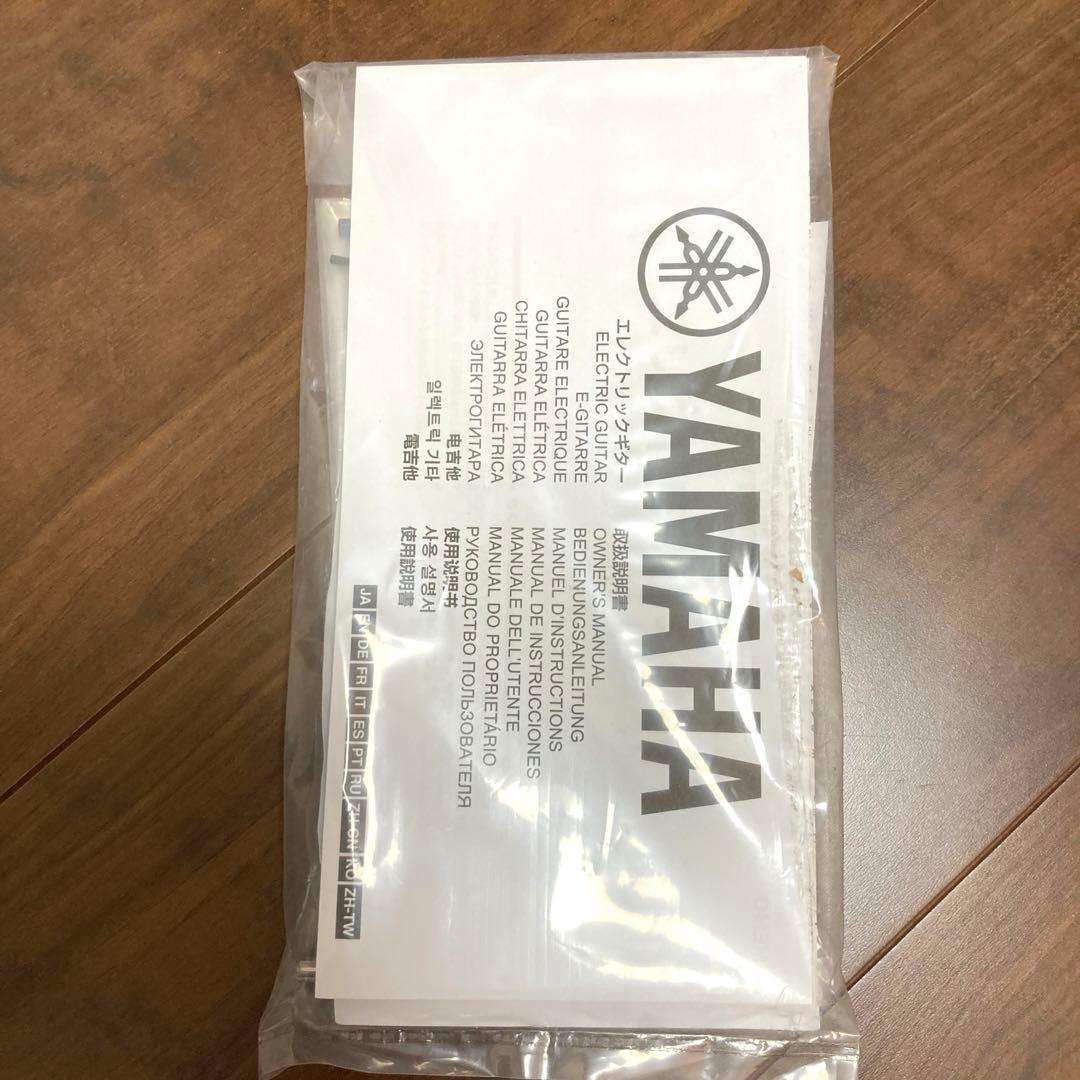 YAMAHA
エレクトリックギター 取扱説明書
ELECTRIC GUITAR OWNER'S MANUAL
E-GITARRE BEDIENUNGSANLEITUNG
GUITARE ELECTRIQUE MANUEL D'INSTRUCTIONS
GUITARRA ELÉTRICA MANUAL DE INSTRUCCIONES
CHITARRA ELETTRICA MANUALE DELL'UTENTE
GUITARRA ELÉTRICA MANUAL DO PROPRIETÁRIO
ЭЛЕКТРОГИТАРА РУКОВОДСТВО ПОЛЬЗОВАТЕЛЯ
电吉他 使用说明书
일렉트릭 기타 사용 설명서
電吉他 使用説明書
JA EN DE FR IT ES PT RU ZH-CN KO ZH-TW